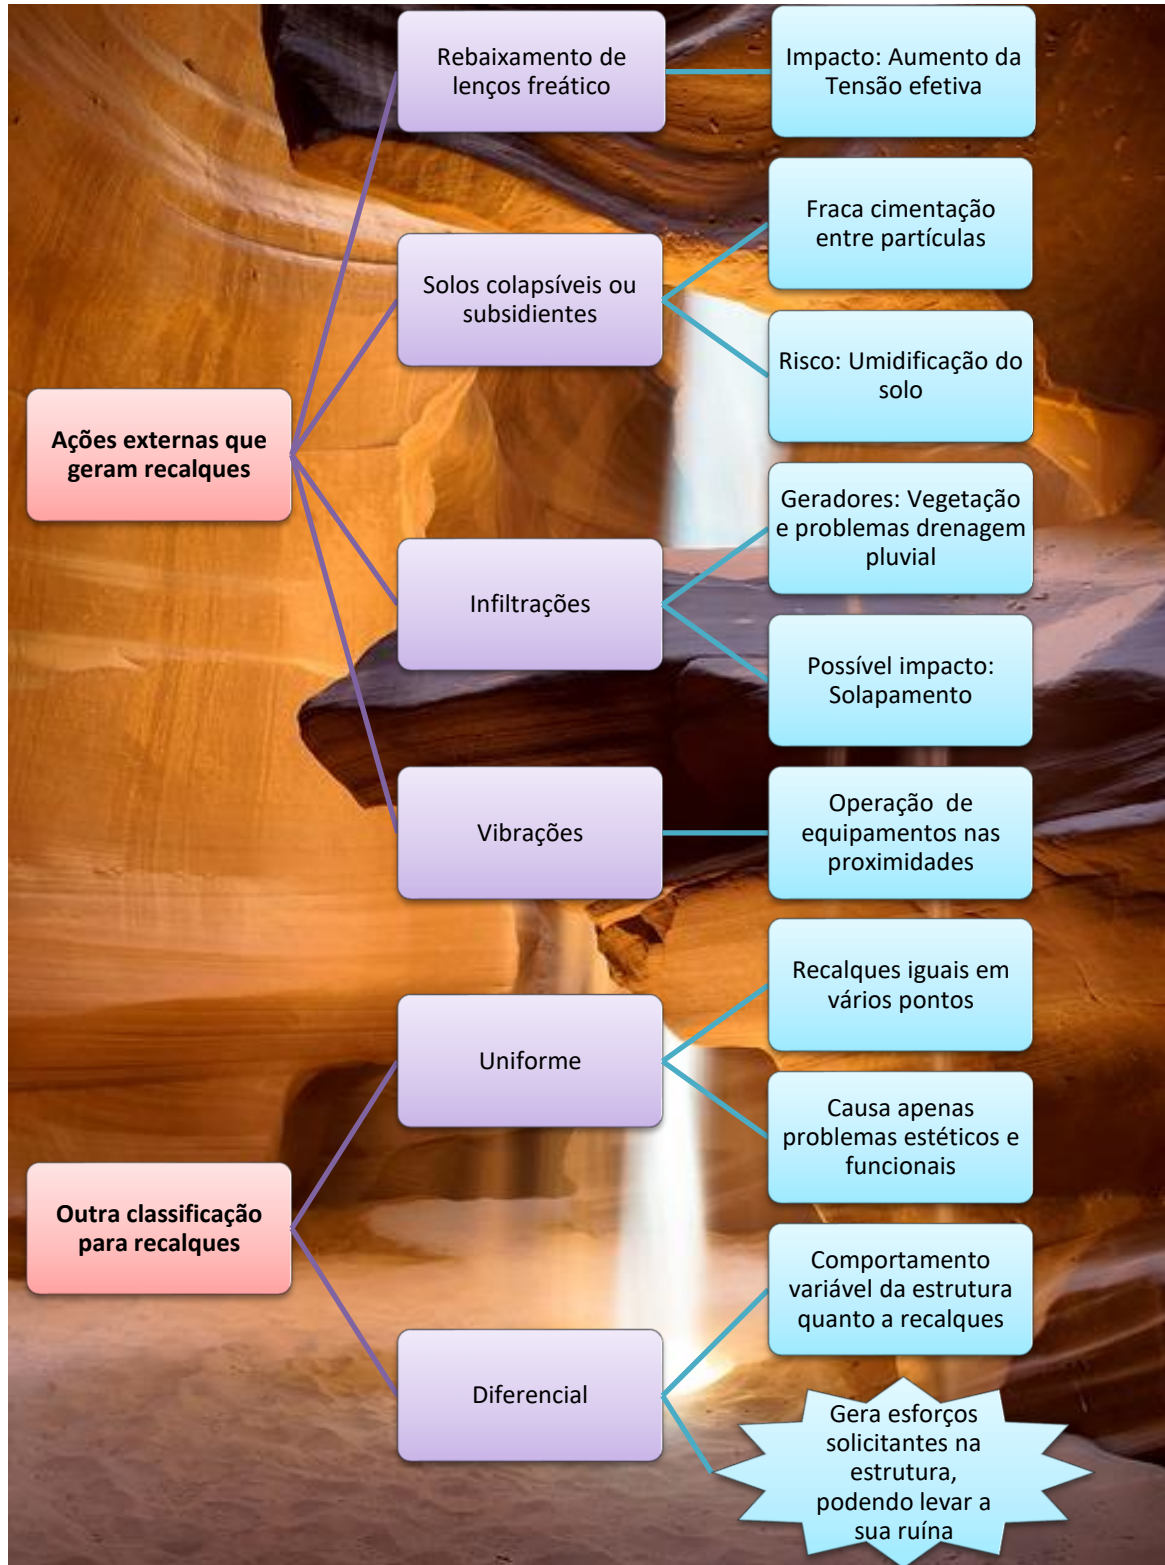 Rebaixamento de
lenços freático
Impacto: Aumento da
Tensão efetiva
Fraca cimentação
entre partículas
Solos colapsíveis ou
subsidientes
Risco: Umidificação do
solo
Ações externas que
geram recalques
Geradores: Vegetação
e problemas drenagem
pluvial
Infiltrações
Possível impacto:
Solapamento
Vibrações
Operação de
equipamentos nas
proximidades
Recalques iguais em
vários pontos
Uniforme
Causa apenas
problemas estéticos e
funcionais
Outra classificação
para recalques
Comportamento
variável da estrutura
quanto a recalques
Diferencial
Gera esforços
solicitantes na
estrutura,
podendo levar a
sua ruína